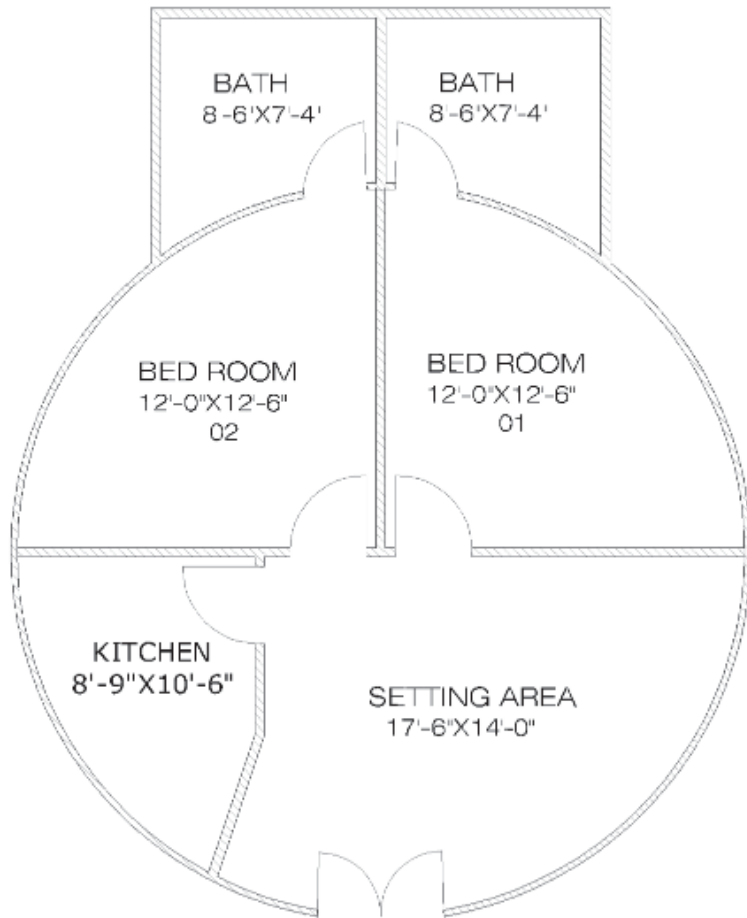 BATH
8-6'X7'-4'
BATH
8-6'X7'-4'
BED ROOM
12'-0"X12'-6"
02
BED ROOM
12'-0"X12'-6"
01
KITCHEN
8'-9"X10'-6"
SETTING AREA
17'-6"X14'-0"